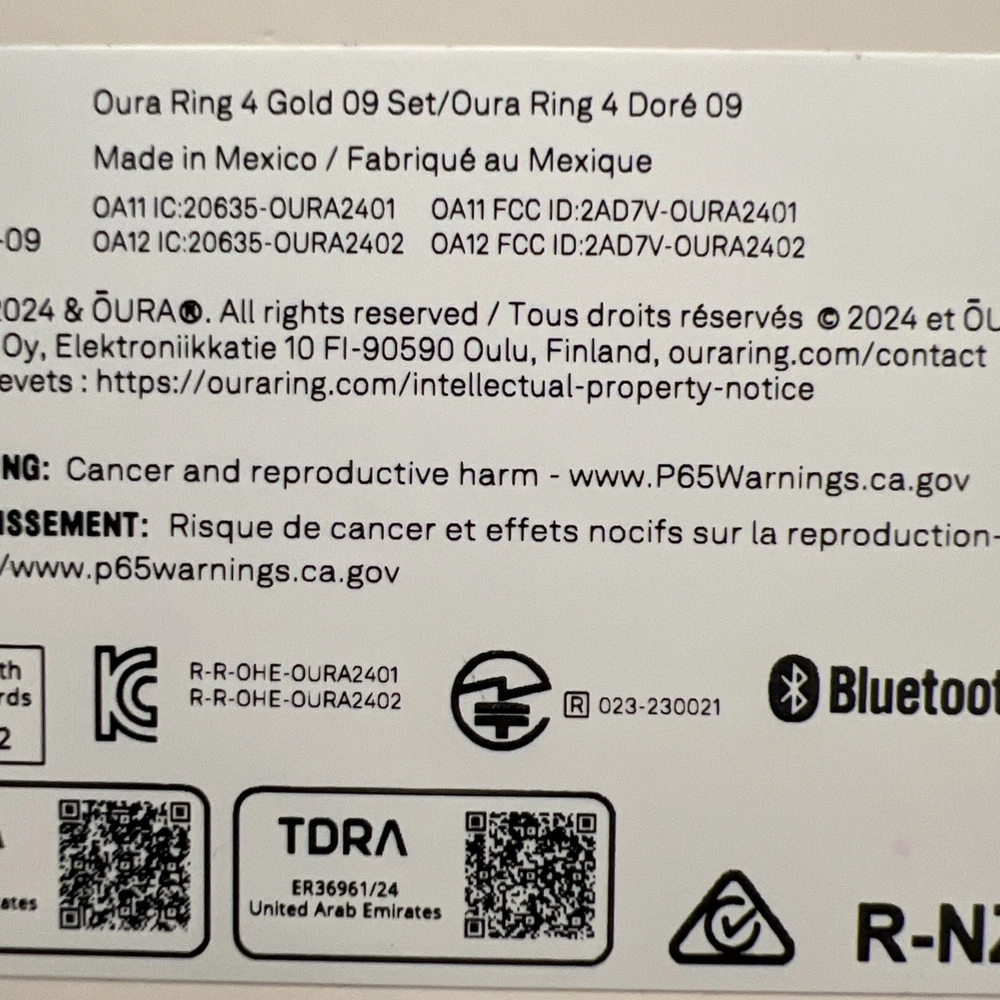 Oura Ring 4 Gold 09 Set/Oura Ring 4 Doré 09
Made in Mexico / Fabriqué au Mexique
OA11 IC:20635-OURA2401 OA11 FCC ID:2AD7V-OURA2401
-09 OA12 IC:20635-OURA2402 OA12 FCC ID:2AD7V-OURA2402
2024 & ŌURA®. All rights reserved / Tous droits réservés © 2024 et ŌU
Oy, Elektroniikkatie 10 FI-90590 Oulu, Finland, ouraring.com/contact
evets : https://ouraring.com/intellectual-property-notice
NG: Cancer and reproductive harm - www.P65Warnings.ca.gov
ISSEMENT: Risque de cancer et effets nocifs sur la reproduction-
/www.p65warnings.ca.gov
th
rds
2
R-R-OHE-OURA2401
R-R-OHE-OURA2402
R 023-230021
Bluetoot
ates
TDRA
ER36961/24
United Arab Emirates
R-NZ